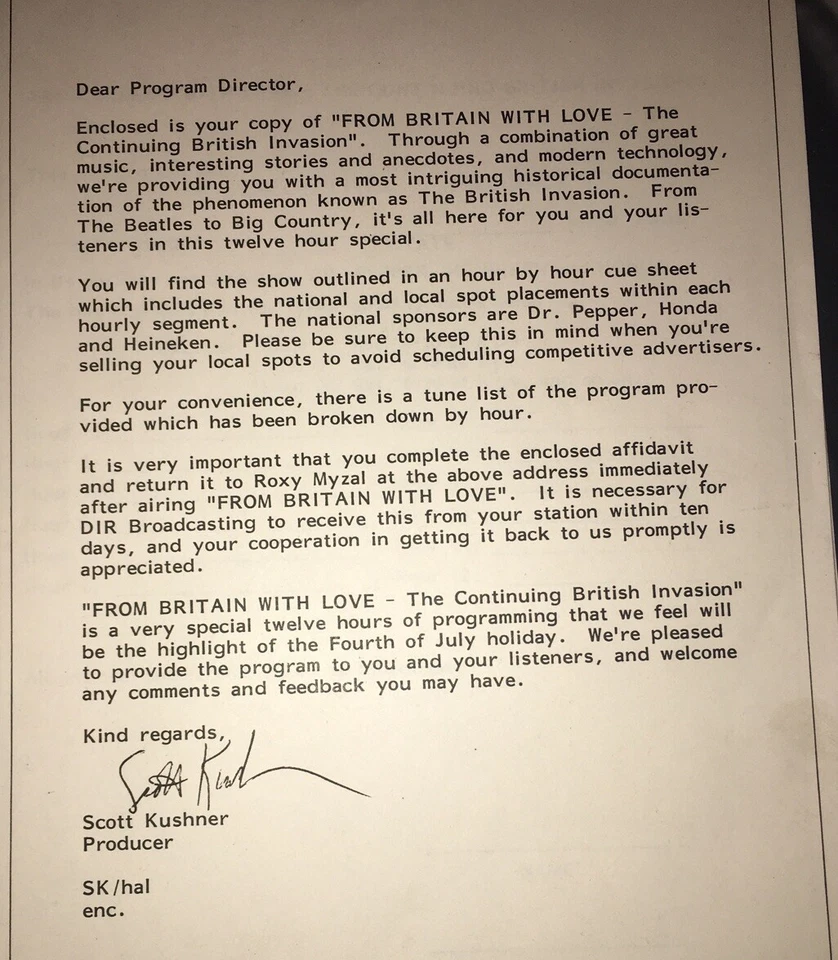 Dear Program Director,
Enclosed is your copy of "FROM BRITAIN WITH LOVE - The
Continuing British Invasion". Through a combination of great
music, interesting stories and anecdotes, and modern technology,
we're providing you with a most intriguing historical documenta-
tion of the phenomenon known as The British Invasion. From
The Beatles to Big Country, it's all here for you and your lis-
teners in this twelve hour special.
You will find the show outlined in an hour by hour cue sheet
which includes the national and local spot placements within each
hourly segment. The national sponsors are Dr. Pepper, Honda
and Heineken. Please be sure to keep this in mind when you're
selling your local spots to avoid scheduling competitive advertisers.
For your convenience, there is a tune list of the program pro-
vided which has been broken down by hour.
It is very important that you complete the enclosed affidavit
and return it to Roxy Myzal at the above address immediately
after airing "FROM BRITAIN WITH LOVE". It is necessary for
DIR Broadcasting to receive this from your station within ten
days, and your cooperation in getting it back to us promptly is
appreciated.
"FROM BRITAIN WITH LOVE - The Continuing British Invasion"
is a very special twelve hours of programming that we feel will
be the highlight of the Fourth of July holiday. We're pleased
to provide the program to you and your listeners, and welcome
any comments and feedback you may have.
Kind regards,
Scott Kushner
Producer
SK/hal
enc.